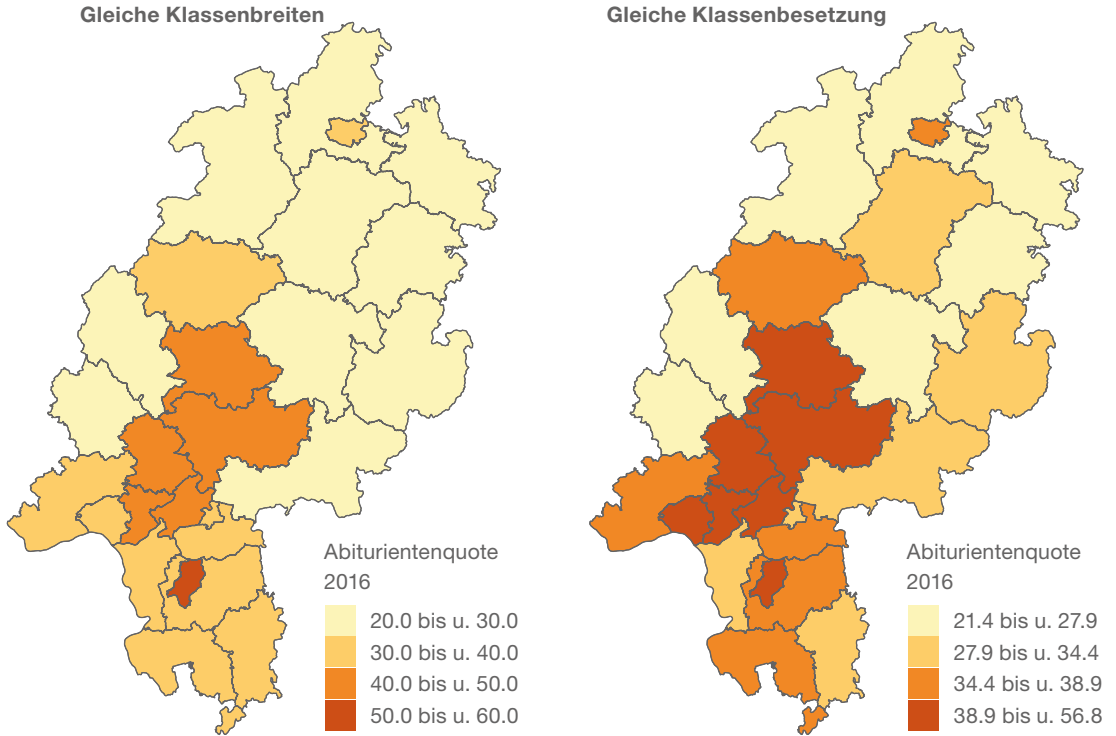 Gleiche Klassenbreiten
Gleiche Klassenbesetzung
Abiturientenquote
2016
20.0 bis u. 30.0
30.0 bis u. 40.0
40.0 bis u. 50.0
50.0 bis u. 60.0
Abiturientenquote
2016
21.4 bis u. 27.9
27.9 bis u. 34.4
34.4 bis u. 38.9
38.9 bis u. 56.8